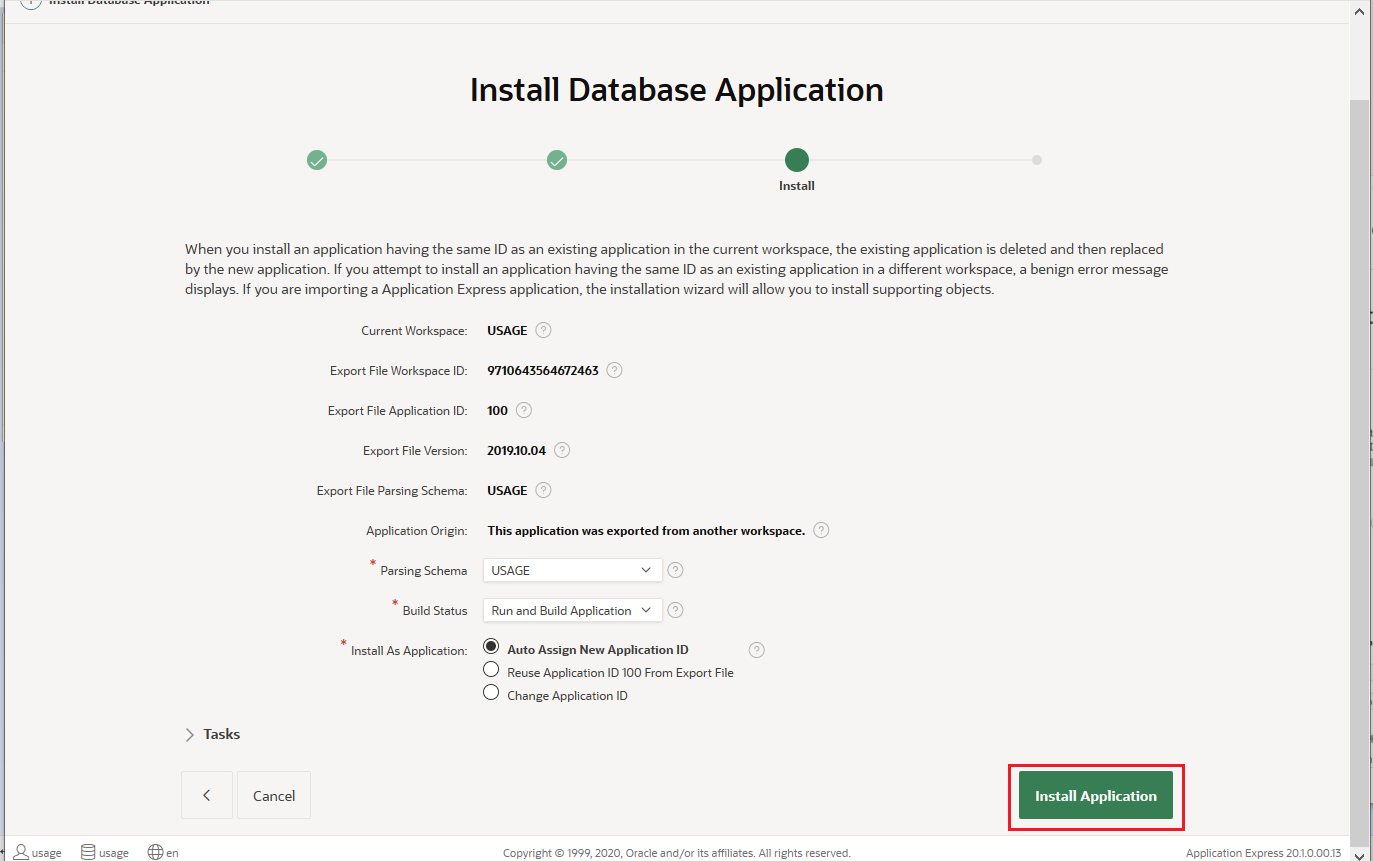 Install Database Application
Install Database Application
Install
When you install an application having the same ID as an existing application in the current workspace, the existing application is deleted and then replaced
by the new application. If you attempt to install an application having the same ID as an existing application in a different workspace, a benign error message
displays. If you are importing a Application Express application, the installation wizard will allow you to install supporting objects.
Current Workspace: USAGE ?
Export File Workspace ID: 9710643564672463 ?
Export File Application ID: 100 ?
Export File Version: 2019.10.04 ?
Export File Parsing Schema: USAGE ?
Application Origin: This application was exported from another workspace. ?
* Parsing Schema USAGE ?
* Build Status Run and Build Application ?
* Install As Application: Auto Assign New Application ID ?
Reuse Application ID 100 From Export File
Change Application ID
Tasks
Cancel Install Application
usage usage en Copyright © 1999, 2020, Oracle and/or its affiliates. All rights reserved. Application Express 20.1.0.00.13